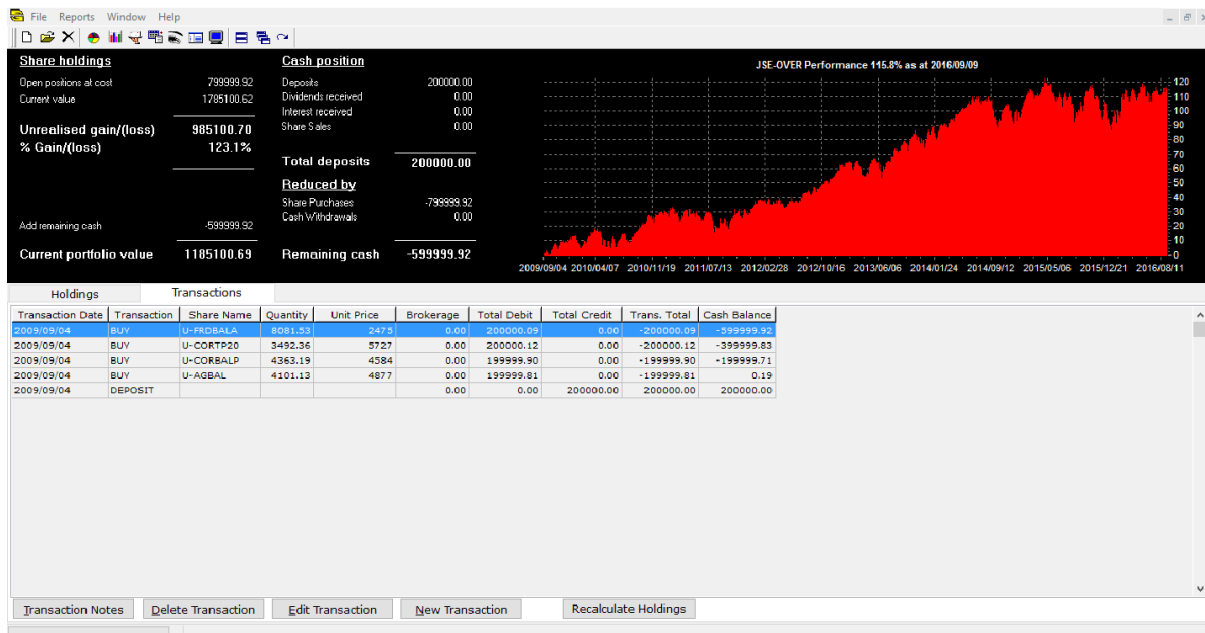 File Reports Window Help
Share holdings
Open positions at cost 799999.92
Current value 1785100.62
Unrealised gain/(loss) 985100.70
% Gain/(loss) 123.1%
Add remaining cash -599999.92
Current portfolio value 1185100.69
Cash position
Deposits 200000.00
Dividends received 0.00
Interest received 0.00
Share Sales 0.00
Total deposits 200000.00
Reduced by
Share Purchases -799999.92
Cash Withdrawals 0.00
Remaining cash -599999.92
JSE-OVER Performance 115.8% as at 2016/09/09
120
110
100
90
80
70
60
50
40
30
20
10
0
2009/09/04 2010/04/07 2010/11/19 2011/07/13 2012/02/28 2012/10/16 2013/06/06 2014/01/24 2014/09/12 2015/05/06 2015/12/21 2016/08/11
Holdings Transactions
Transaction Date Transaction Share Name Quantity Unit Price Brokerage Total Debit Total Credit Trans. Total Cash Balance
2009/09/04 BUY U-FRDBALA 8081.53 2475 0.00 200000.09 0.00 -200000.09 -599999.92
2009/09/04 BUY U-CORTP20 3492.36 5727 0.00 200000.12 0.00 -200000.12 -399999.83
2009/09/04 BUY U-CORBALP 4363.19 4584 0.00 199999.90 0.00 -199999.90 -199999.71
2009/09/04 BUY U-AGBAL 4101.13 4877 0.00 199999.81 0.00 -199999.81 0.19
2009/09/04 DEPOSIT 0.00 0.00 200000.00 200000.00 200000.00
Transaction Notes Delete Transaction Edit Transaction New Transaction Recalculate Holdings